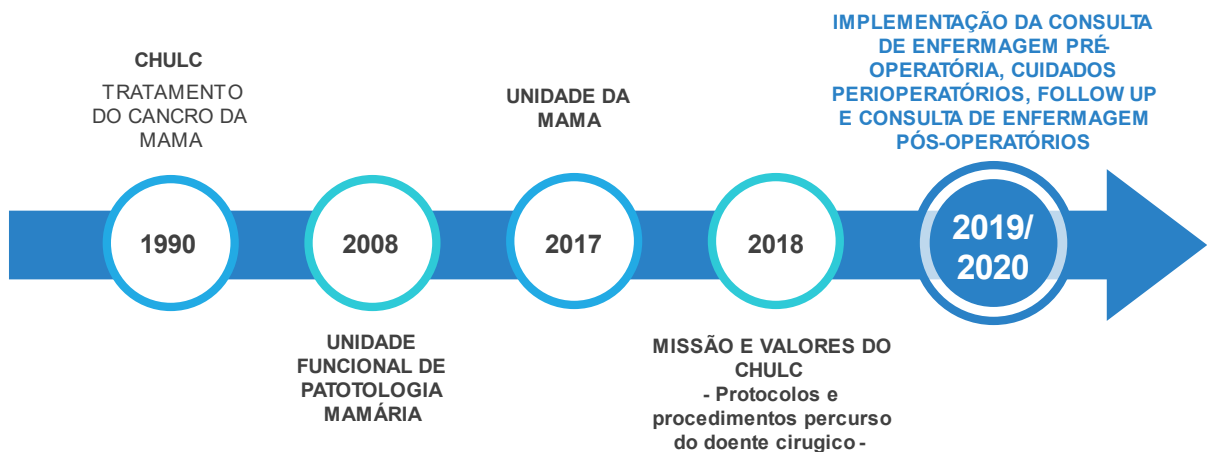 CHULC
TRATAMENTO
DO CANCRO DA
MAMA
1990
2008
UNIDADE
FUNCIONAL DE
PATOTOLOGIA
MAMÁRIA
UNIDADE DA
MAMA
2017
2018
MISSÃO E VALORES DO
CHULC
- Protocolos e
procedimentos percurso
do doente cirugico -
IMPLEMENTAÇÃO DA CONSULTA
DE ENFERMAGEM PRÉ-
OPERATÓRIA, CUIDADOS
PERIOPERATÓRIOS, FOLLOW UP
E CONSULTA DE ENFERMAGEM
PÓS-OPERATÓRIOS
2019/
2020